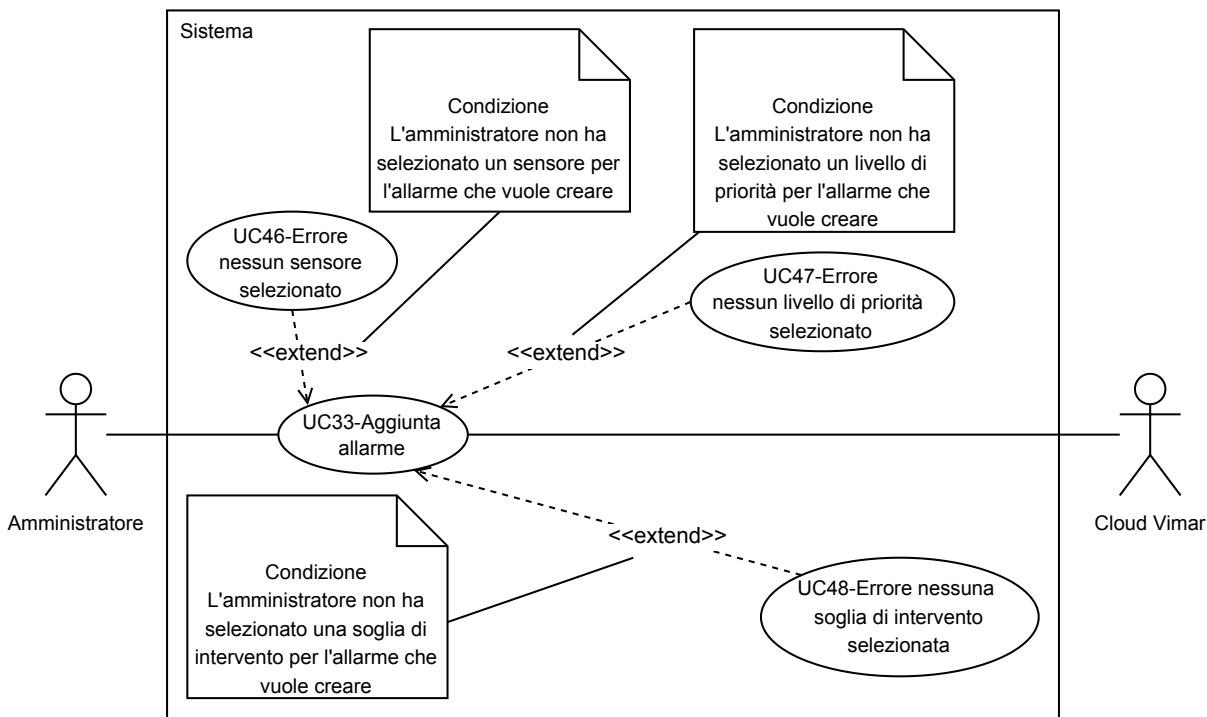 Sistema
Condizione
L'amministratore non ha
selezionato un sensore per
l'allarme che vuole creare
Condizione
L'amministratore non ha
selezionato un livello di
priorità per l'allarme che
vuole creare
UC46-Errore
nessun sensore
selezionato
UC47-Errore
nessun livello di priorità
selezionato
<<extend>>
<<extend>>
UC33-Aggiunta
allarme
Amministratore
Cloud Vimar
<<extend>>
Condizione
L'amministratore non ha
selezionato una soglia di
intervento per l'allarme che
vuole creare
UC48-Errore nessuna
soglia di intervento
selezionata